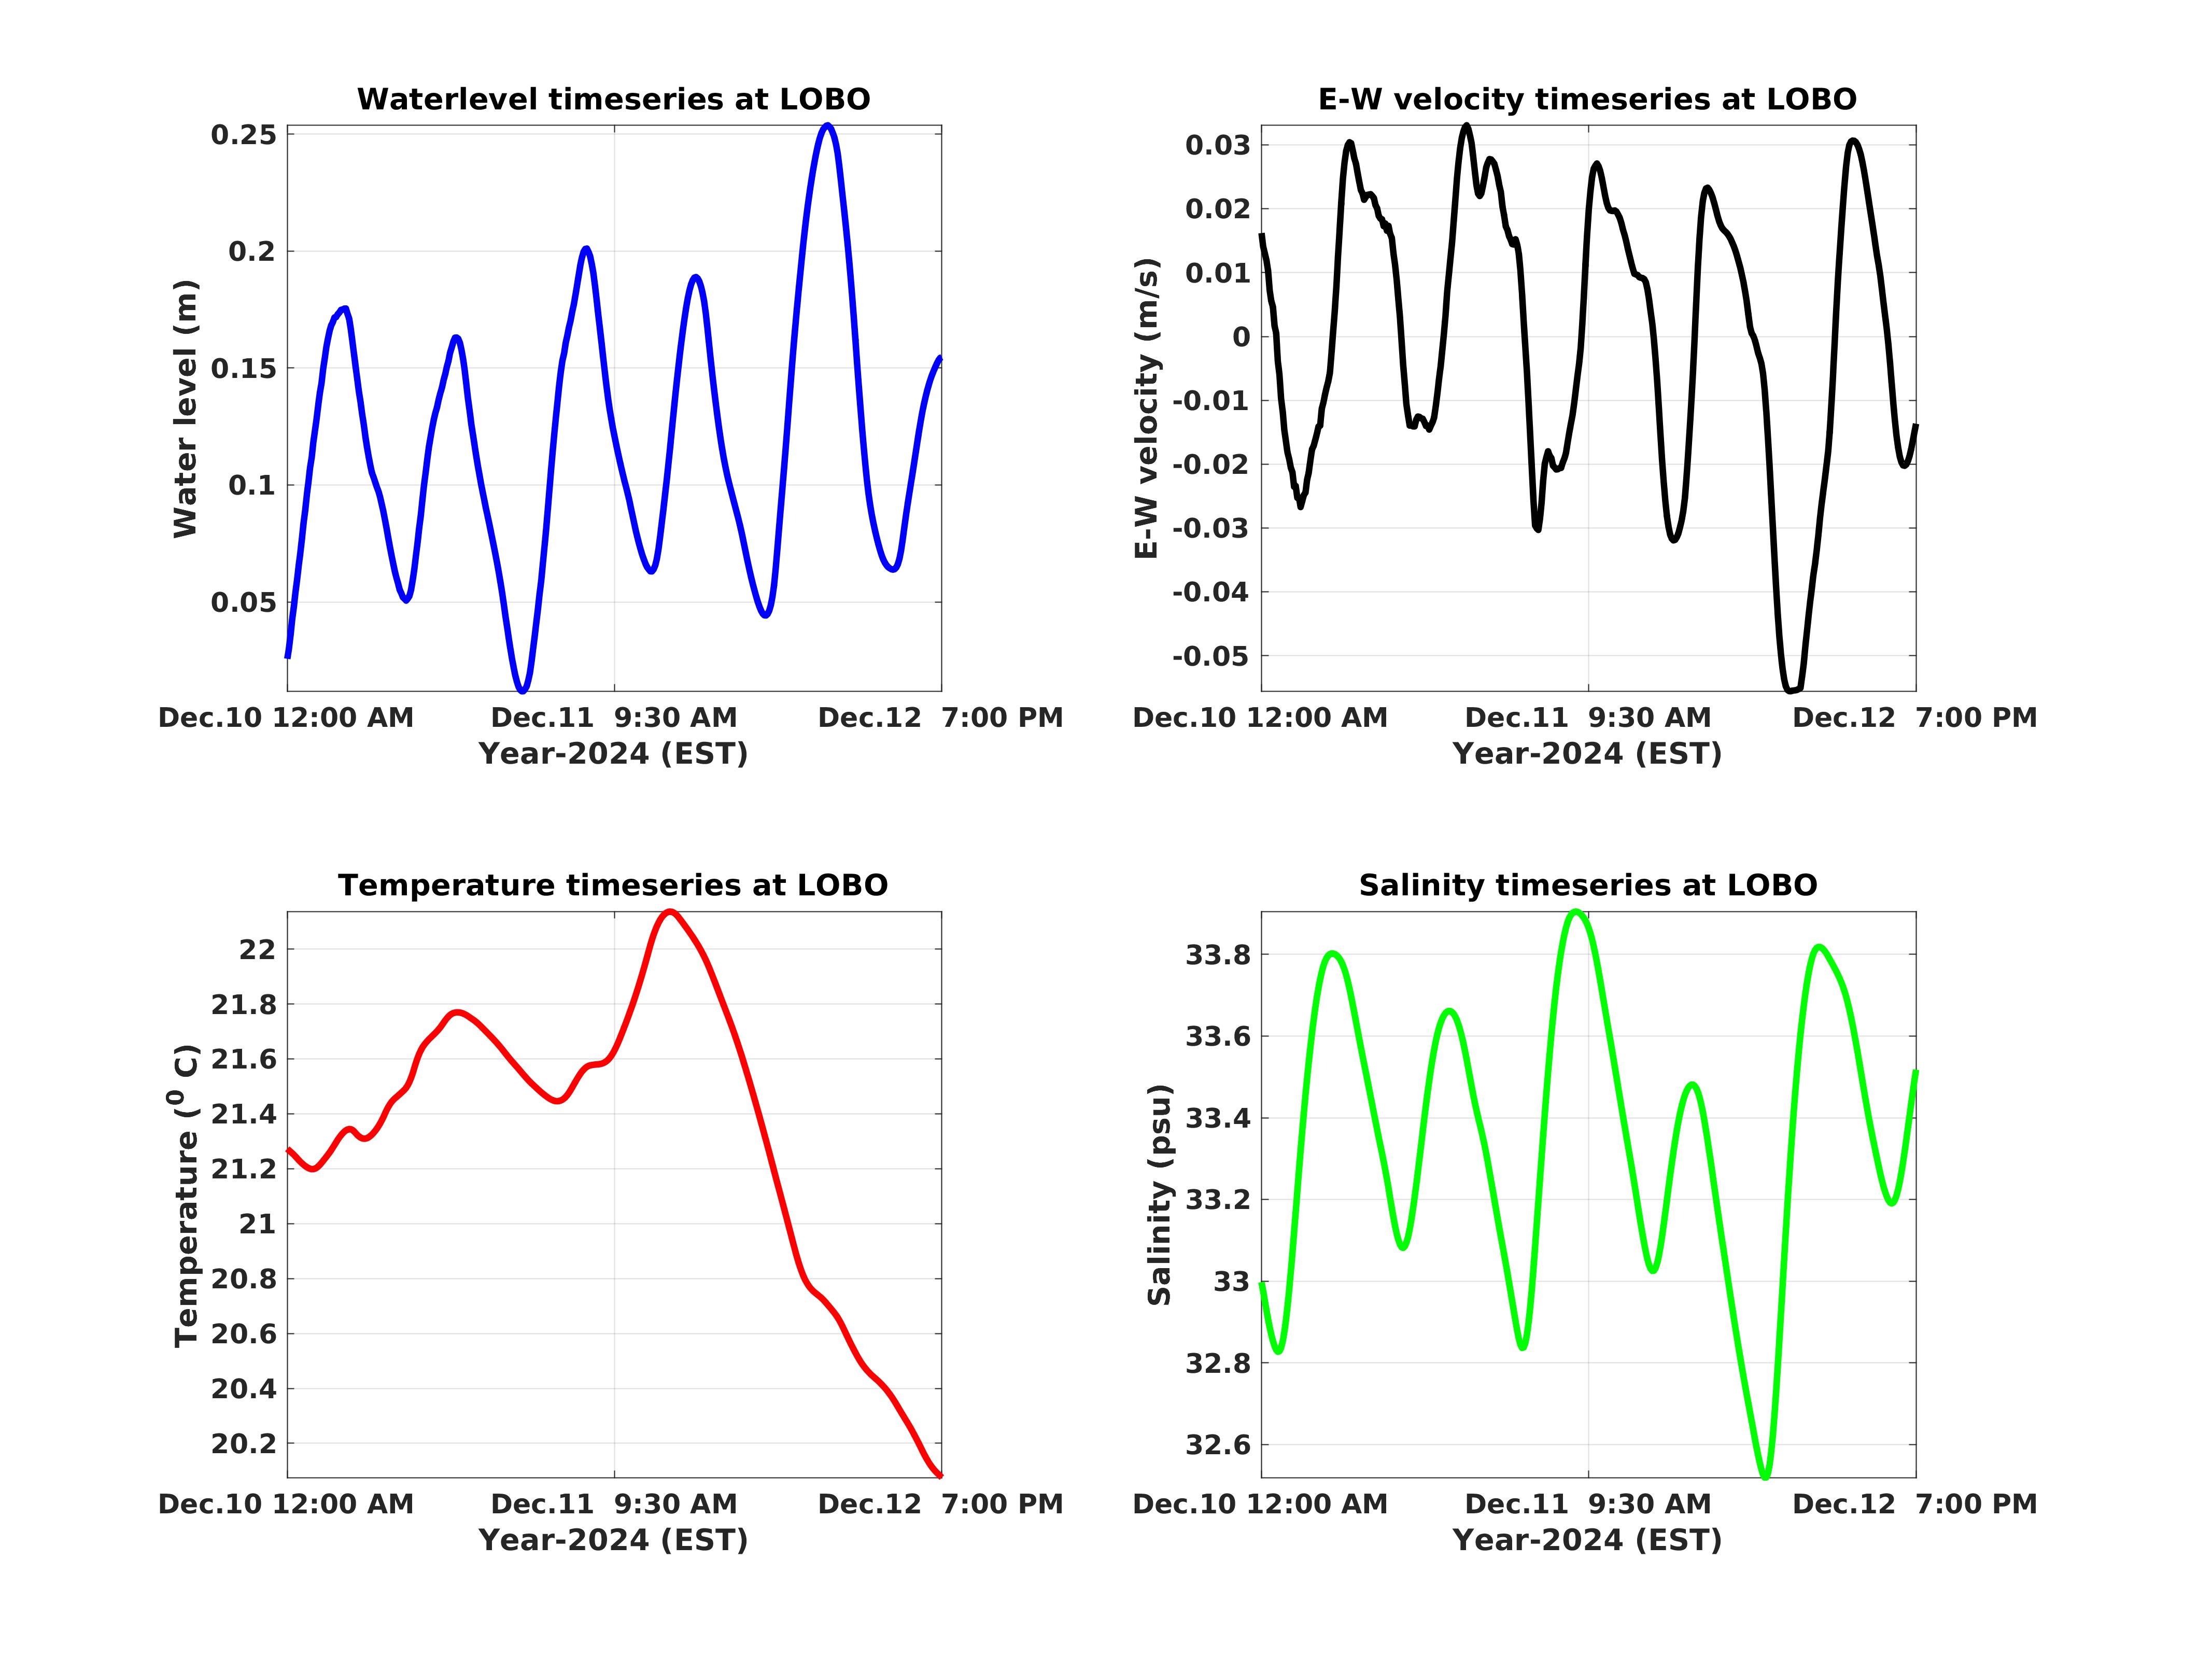 Waterlevel timeseries at LOBO
0.25
0.2
0.15
0.1
0.05
Water level (m)
Dec.10 12:00 AM
Dec.11  9:30 AM
Dec.12  7:00 PM
Year-2024 (EST)
E-W velocity timeseries at LOBO
0.03
0.02
0.01
0
-0.01
-0.02
-0.03
-0.04
-0.05
E-W velocity (m/s)
Dec.10 12:00 AM
Dec.11  9:30 AM
Dec.12  7:00 PM
Year-2024 (EST)
Temperature timeseries at LOBO
22
21.8
21.6
21.4
21.2
21
20.8
20.6
20.4
20.2
Temperature (⁰ C)
Dec.10 12:00 AM
Dec.11  9:30 AM
Dec.12  7:00 PM
Year-2024 (EST)
Salinity timeseries at LOBO
33.8
33.6
33.4
33.2
33
32.8
32.6
Salinity (psu)
Dec.10 12:00 AM
Dec.11  9:30 AM
Dec.12  7:00 PM
Year-2024 (EST)